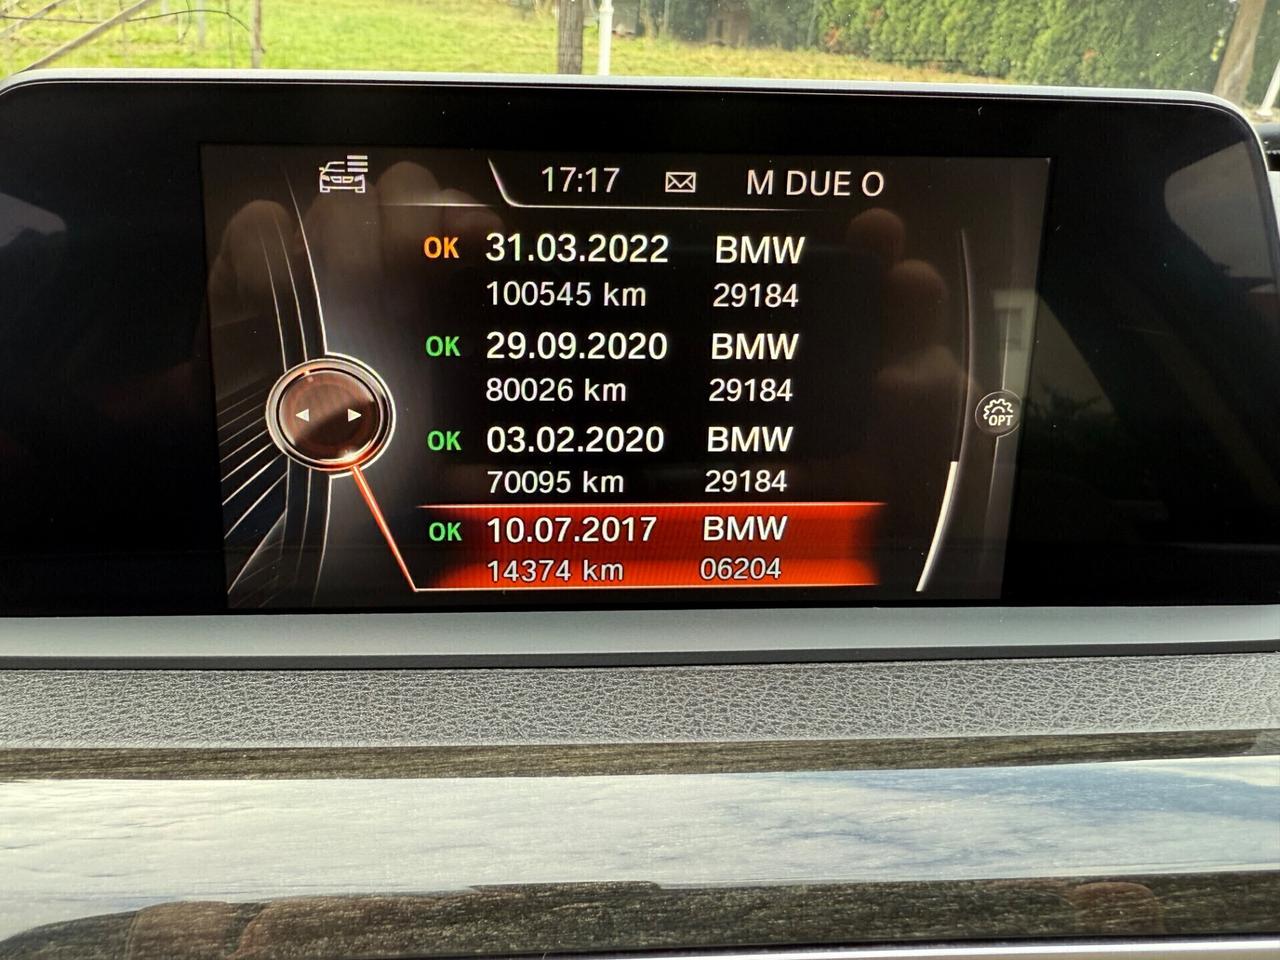 17:17 M DUE O
OK 31.03.2022 BMW
100545 km 29184
OK 29.09.2020 BMW
80026 km 29184
OK 03.02.2020 BMW
70095 km 29184
OPT
OK 10.07.2017 BMW
14374 km 06204